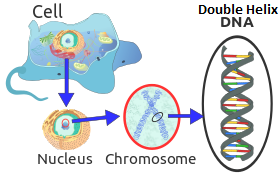 Cell
Double Helix
DNA
Nucleus
Chromosome